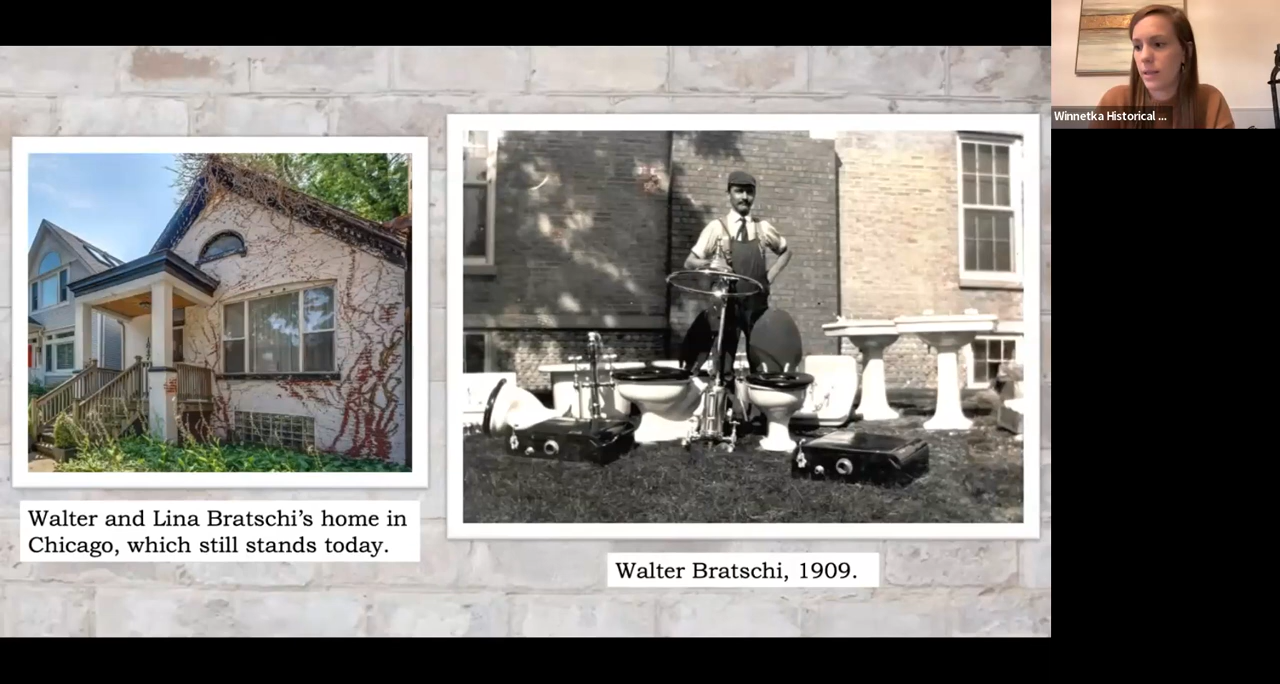 Winnetka Historical ...
Walter and Lina Bratschi's home in
Chicago, which still stands today.
Walter Bratschi, 1909.